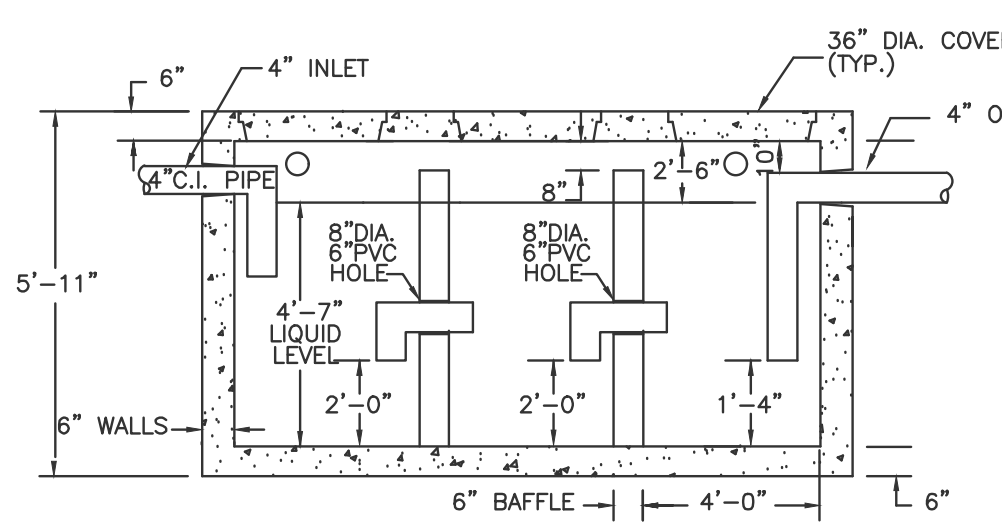 36" DIA. COVER
(TYP.)
6"
4" INLET
4" O
4"C.I. PIPE
2'-6"
10"
8"
8"DIA.
6"PVC
HOLE
8"DIA.
6"PVC
HOLE
5'-11"
4'-7"
LIQUID
LEVEL
2'-0"
2'-0"
1'-4"
6" WALLS
6" BAFFLE
4'-0"
6"